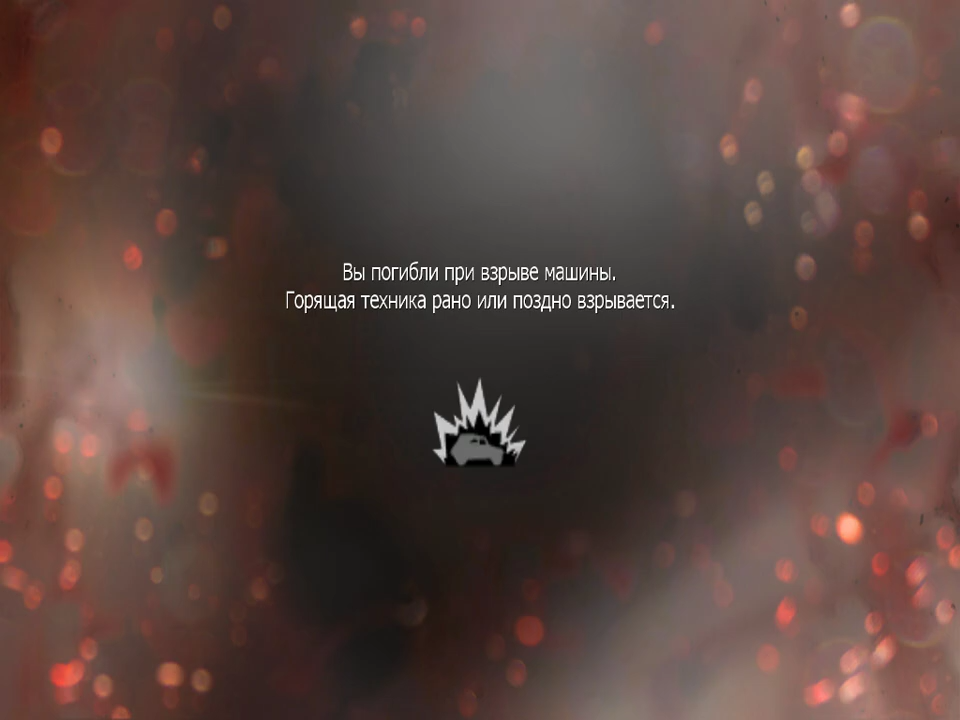 Вы погибли при взрыве машины.
Горящая техника рано или поздно взрывается.